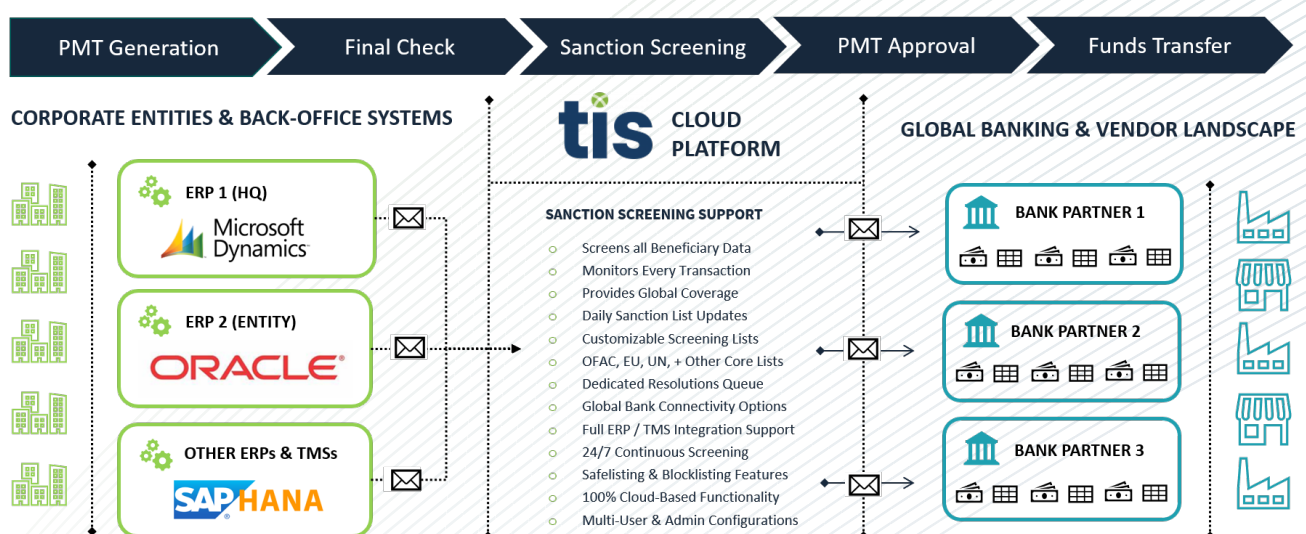 PMT Generation
Final Check
Sanction Screening
PMT Approval
Funds Transfer
CORPORATE ENTITIES & BACK-OFFICE SYSTEMS
ERP 1 (HQ)
Microsoft
Dynamics™
ERP 2 (ENTITY)
ORACLE®
OTHER ERPs & TMSs
SAP® HANA
tis CLOUD
PLATFORM
SANCTION SCREENING SUPPORT
Screens all Beneficiary Data
Monitors Every Transaction
Provides Global Coverage
Daily Sanction List Updates
Customizable Screening Lists
OFAC, EU, UN, + Other Core Lists
Dedicated Resolutions Queue
Global Bank Connectivity Options
Full ERP / TMS Integration Support
24/7 Continuous Screening
Safelisting & Blocklisting Features
100% Cloud-Based Functionality
Multi-User & Admin Configurations
GLOBAL BANKING & VENDOR LANDSCAPE
BANK PARTNER 1
BANK PARTNER 2
BANK PARTNER 3